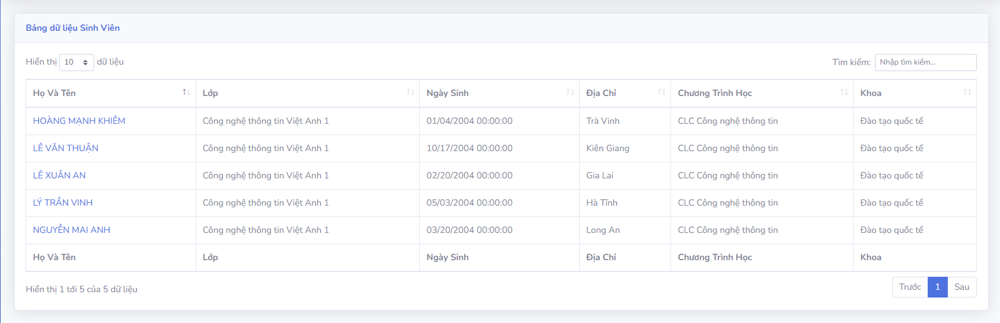 Bảng dữ liệu Sinh Viên
Hiển thị 10 dữ liệu Tìm kiếm: Nhập tìm kiếm...
Họ Và Tên Lớp Ngày Sinh Địa Chỉ Chương Trình Học Khoa
HOÀNG MẠNH KHIÊM Công nghệ thông tin Việt Anh 1 01/04/2004 00:00:00 Trà Vinh CLC Công nghệ thông tin Đào tạo quốc tế
LÊ VĂN THUẬN Công nghệ thông tin Việt Anh 1 10/17/2004 00:00:00 Kiên Giang CLC Công nghệ thông tin Đào tạo quốc tế
LÊ XUÂN AN Công nghệ thông tin Việt Anh 1 02/20/2004 00:00:00 Gia Lai CLC Công nghệ thông tin Đào tạo quốc tế
LÝ TRẦN VINH Công nghệ thông tin Việt Anh 1 05/03/2004 00:00:00 Hà Tĩnh CLC Công nghệ thông tin Đào tạo quốc tế
NGUYỄN MAI ANH Công nghệ thông tin Việt Anh 1 03/20/2004 00:00:00 Long An CLC Công nghệ thông tin Đào tạo quốc tế
Họ Và Tên Lớp Ngày Sinh Địa Chỉ Chương Trình Học Khoa
Hiển thị 1 tới 5 của 5 dữ liệu Trước 1 Sau